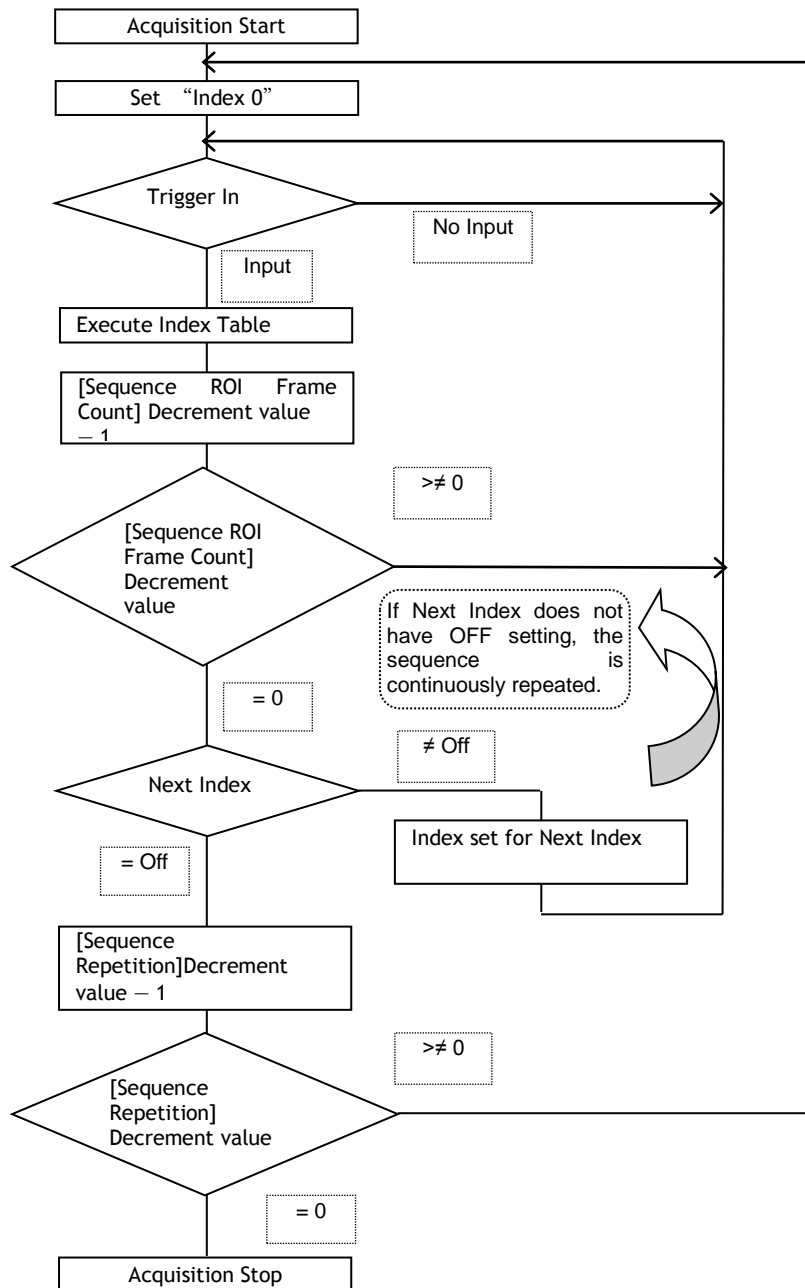 Acquisition Start
Set “Index 0”
Trigger In
No Input
Input
Execute Index Table
[Sequence ROI Frame
Count] Decrement value
— 1
>≠ 0
[Sequence ROI
Frame Count]
Decrement
value
If Next Index does not
have OFF setting, the
sequence is
continuously repeated.
= 0
≠ Off
Next Index
Index set for Next Index
= Off
[Sequence
Repetition]Decrement
value — 1
>≠ 0
[Sequence
Repetition]
Decrement value
= 0
Acquisition Stop